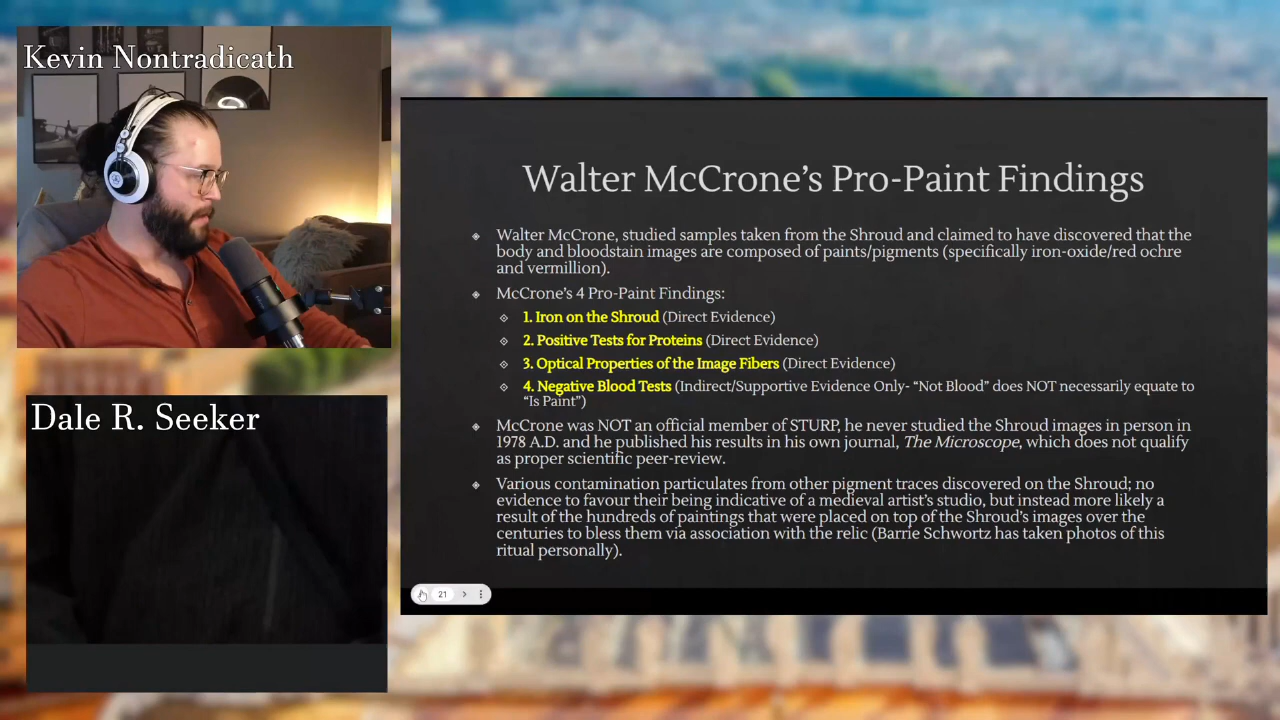 Kevin Nontradicath
Dale R. Seeker
Walter McCrone's Pro-Paint Findings
Walter McCrone, studied samples taken from the Shroud and claimed to have discovered that the
body and bloodstain images are composed of paints/pigments (specifically iron-oxide/red ochre
and vermillion).
McCrone's 4 Pro-Paint Findings:
1. Iron on the Shroud (Direct Evidence)
2. Positive Tests for Proteins (Direct Evidence)
3. Optical Properties of the Image Fibers (Direct Evidence)
4. Negative Blood Tests (Indirect/Supportive Evidence Only- “Not Blood” does NOT necessarily equate to
“Is Paint”)
McCrone was NOT an official member of STURP, he never studied the Shroud images in person in
1978 A.D. and he published his results in his own journal, The Microscope, which does not qualify
as proper scientific peer-review.
Various contamination particulates from other pigment traces discovered on the Shroud; no
evidence to favour their being indicative of a medieval artist's studio, but instead more likely a
result of the hundreds of paintings that were placed on top of the Shroud's images over the
centuries to bless them via association with the relic (Barrie Schwortz has taken photos of this
ritual personally).
21